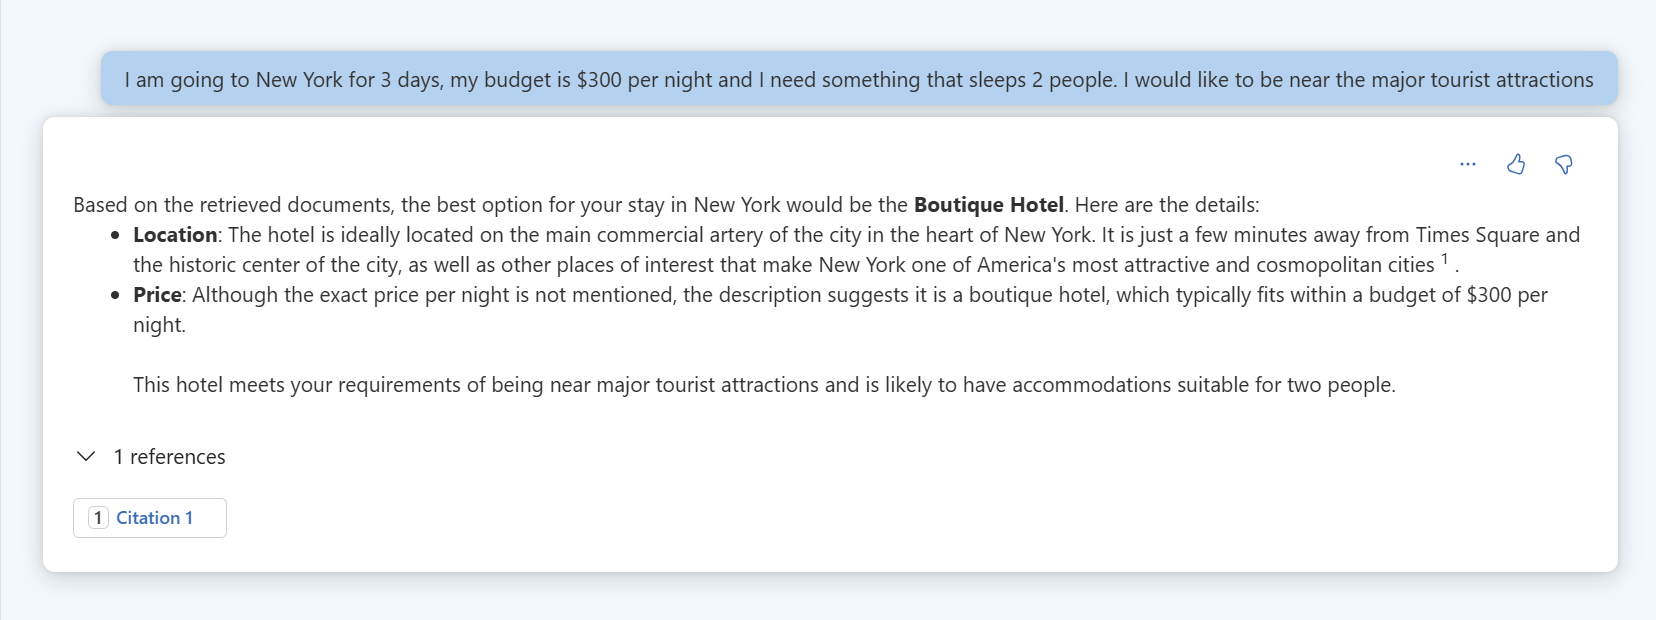 I am going to New York for 3 days, my budget is $300 per night and I need something that sleeps 2 people. I would like to be near the major tourist attractions
Based on the retrieved documents, the best option for your stay in New York would be the Boutique Hotel. Here are the details:
• Location: The hotel is ideally located on the main commercial artery of the city in the heart of New York. It is just a few minutes away from Times Square and
the historic center of the city, as well as other places of interest that make New York one of America's most attractive and cosmopolitan cities 1 .
• Price: Although the exact price per night is not mentioned, the description suggests it is a boutique hotel, which typically fits within a budget of $300 per
night.
This hotel meets your requirements of being near major tourist attractions and is likely to have accommodations suitable for two people.
1 references
1 Citation 1